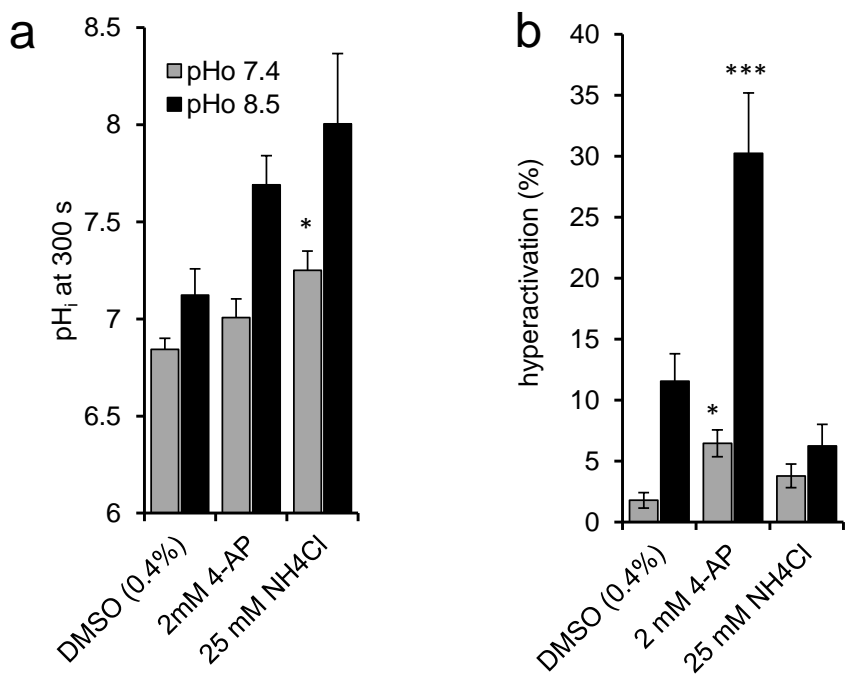 a
8.5
8
7.5
7
6.5
6
pHi at 300 s
pHo 7.4
pHo 8.5
*
DMSO (0.4%)
2mM 4-AP
25 mM NH4Cl
b
40
35
30
25
20
15
10
5
0
hyperactivation (%)
***
*
DMSO (0.4%)
2 mM 4-AP
25 mM NH4Cl